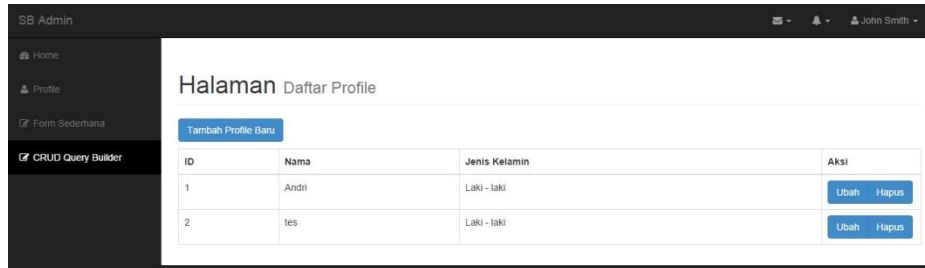 SB Admin
John Smith
Home
Profile
Form Sederhana
CRUD Query Builder
Halaman Daftar Profile
Tambah Profile Baru
ID Nama Jenis Kelamin Aksi
1 Andri Laki - laki Ubah Hapus
2 tes Laki - laki Ubah Hapus